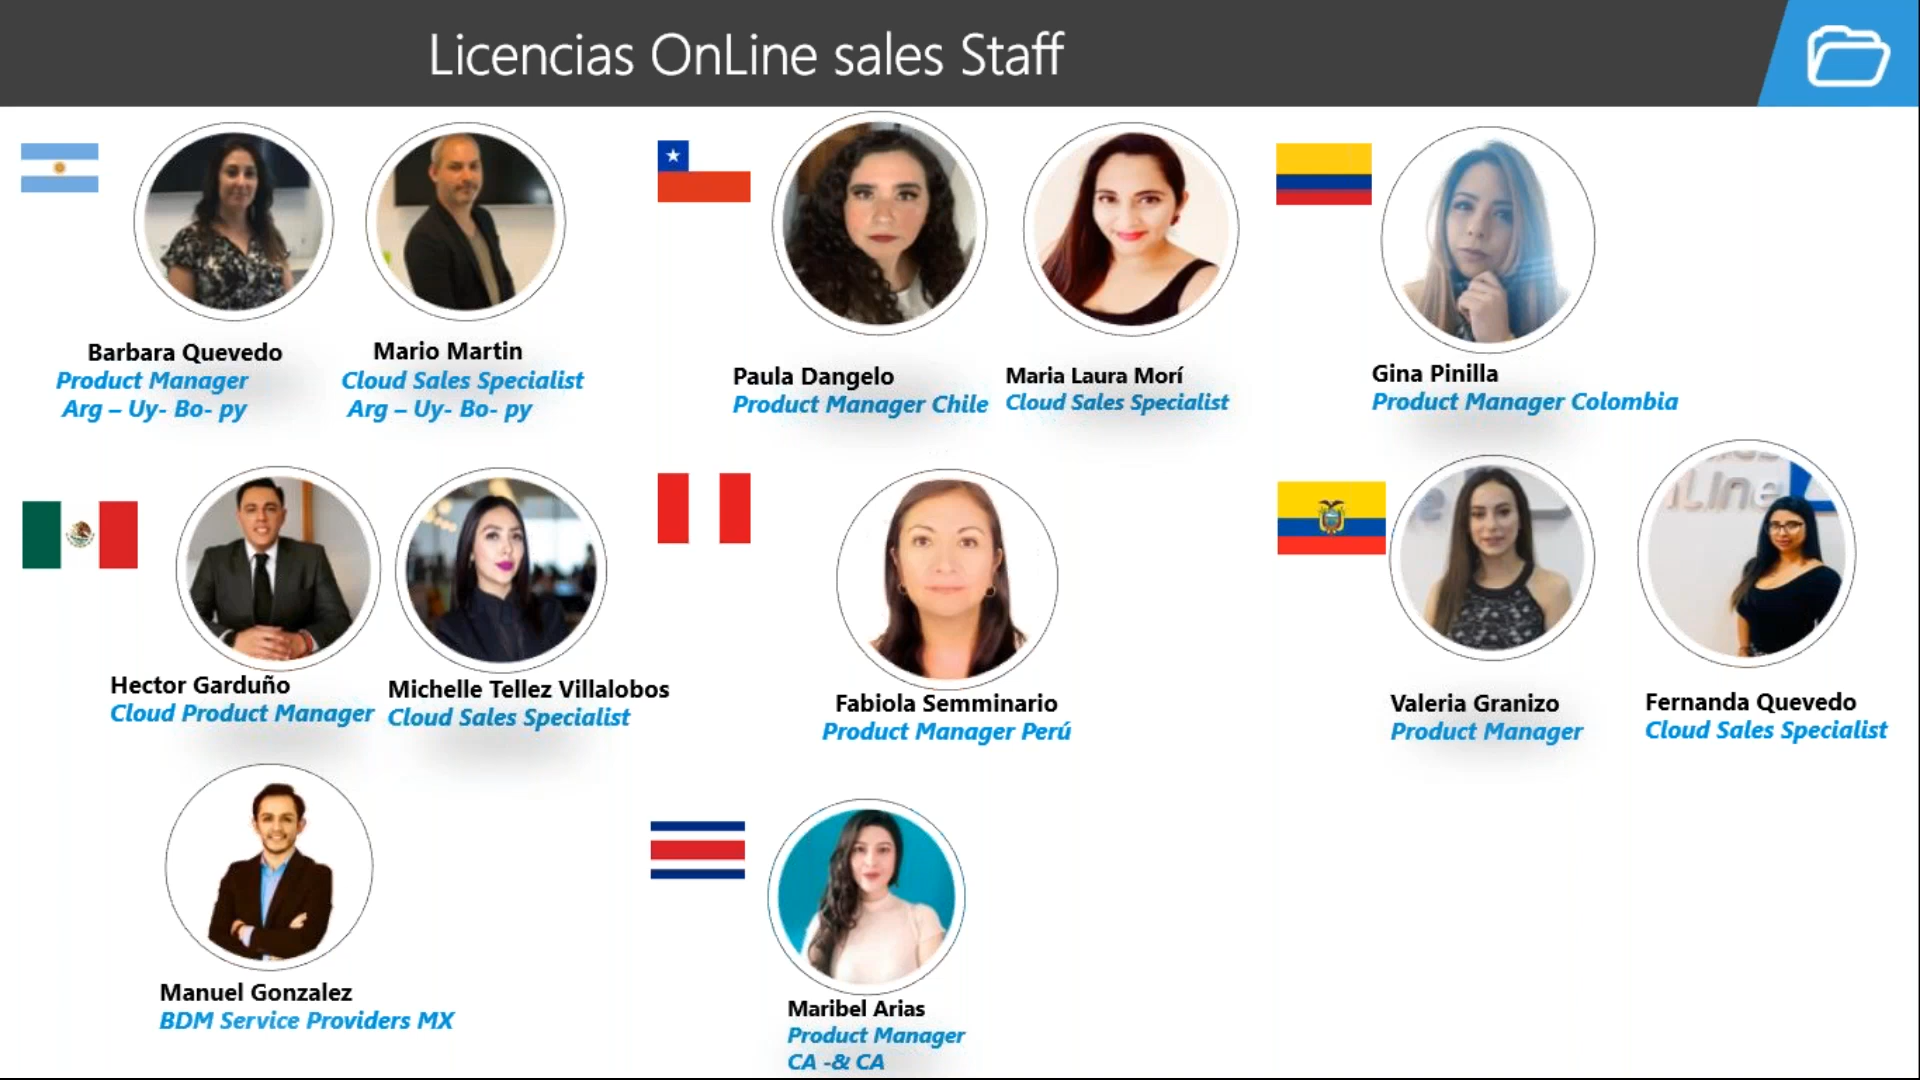 Licencias OnLine sales Staff
Barbara Quevedo
Product Manager
Arg – Uy- Bo- py
Mario Martin
Cloud Sales Specialist
Arg – Uy- Bo- py
Paula Dangelo
Product Manager Chile
Maria Laura Morí
Cloud Sales Specialist
Gina Pinilla
Product Manager Colombia
Hector Garduño
Cloud Product Manager
Michelle Tellez Villalobos
Cloud Sales Specialist
Fabiola Semminario
Product Manager Perú
Valeria Granizo
Product Manager
Fernanda Quevedo
Cloud Sales Specialist
Manuel Gonzalez
BDM Service Providers MX
Maribel Arias
Product Manager
CA -& CA